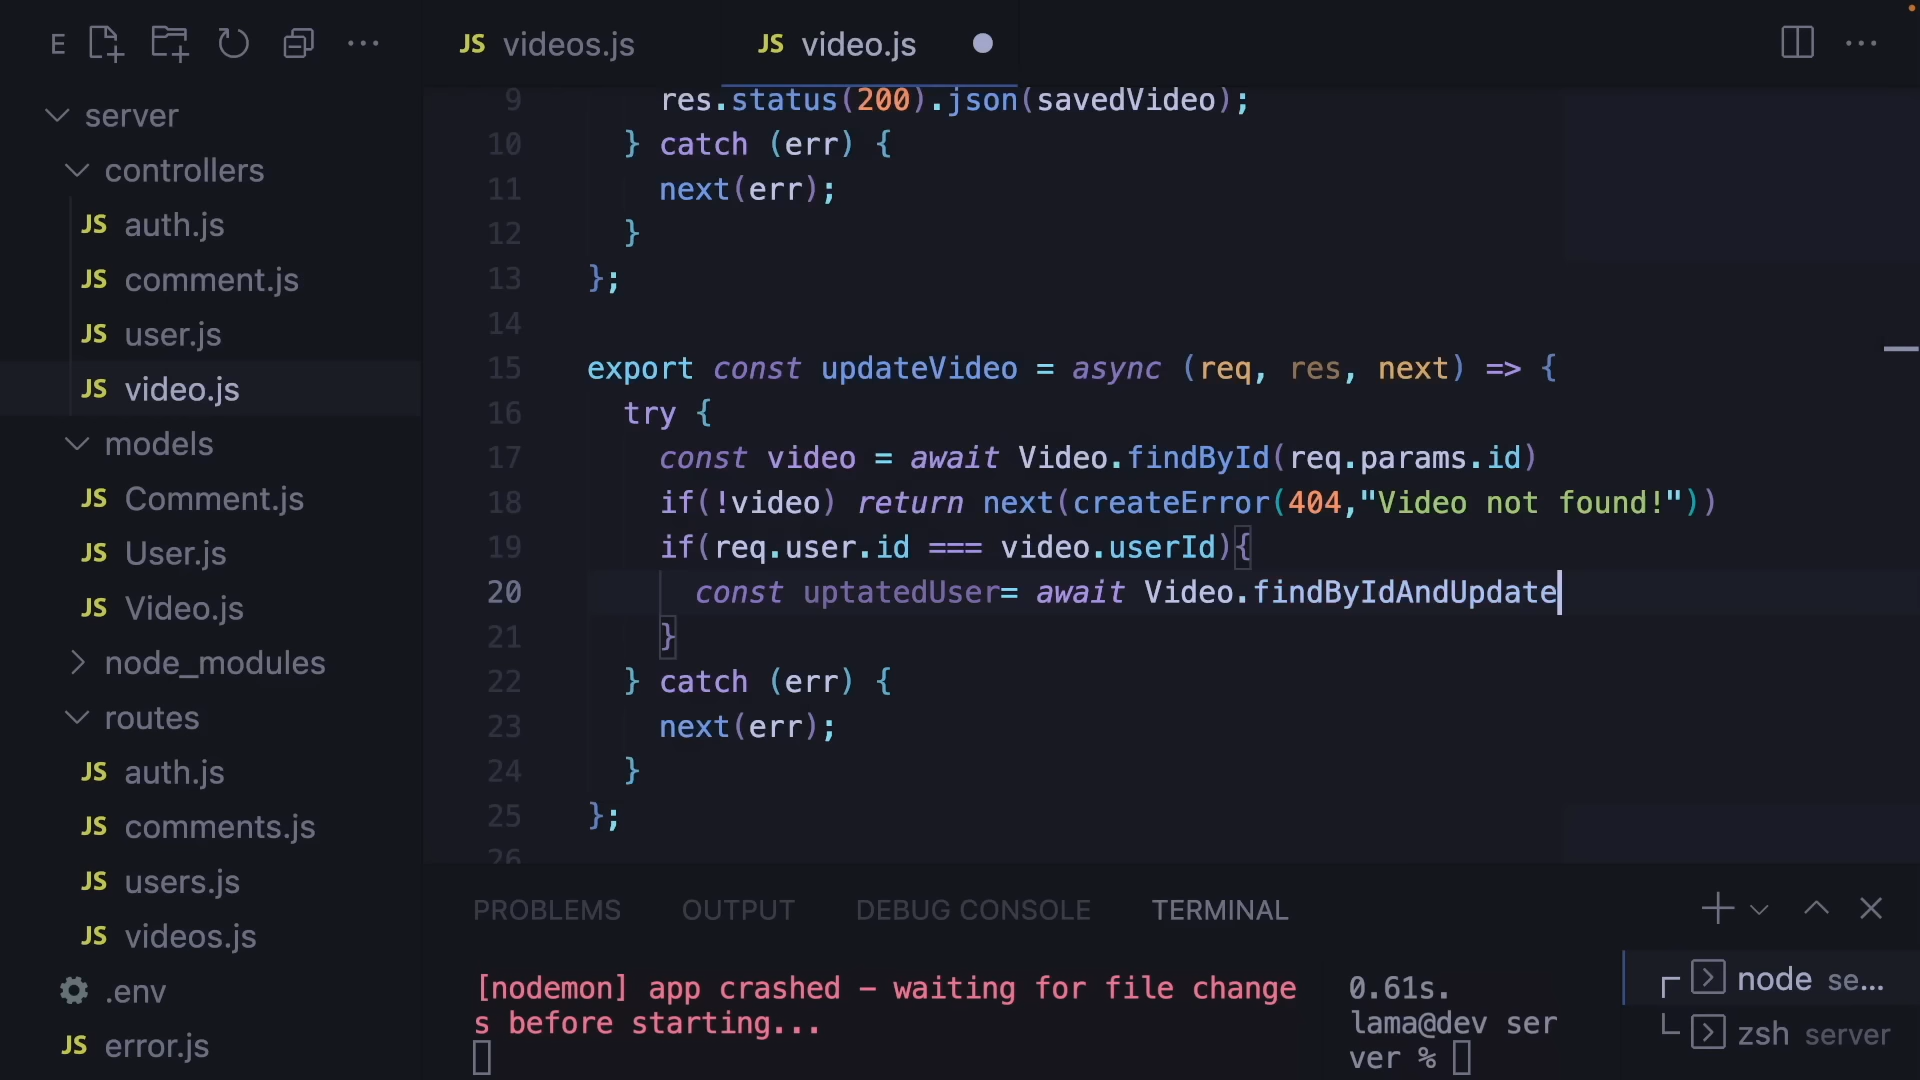 E
JS videos.js
JS video.js
server
controllers
JS auth.js
JS comment.js
JS user.js
JS video.js
models
JS Comment.js
JS User.js
JS Video.js
node_modules
routes
JS auth.js
JS comments.js
JS users.js
JS videos.js
.env
JS error.js
9 res.status(200).json(savedVideo);
10 } catch (err) {
11 next(err);
12 }
13 };
14
15 export const updateVideo = async (req, res, next) => {
16 try {
17 const video = await Video.findById(req.params.id)
18 if(!video) return next(createError(404,"Video not found!"))
19 if(req.user.id === video.userId){
20 const uptatedUser= await Video.findByIdAndUpdate
21 }
22 } catch (err) {
23 next(err);
24 }
25 };
26
PROBLEMS OUTPUT DEBUG CONSOLE TERMINAL
[nodemon] app crashed – waiting for file change
s before starting...
0.61s.
lama@dev ser
ver %
node se...
zsh server